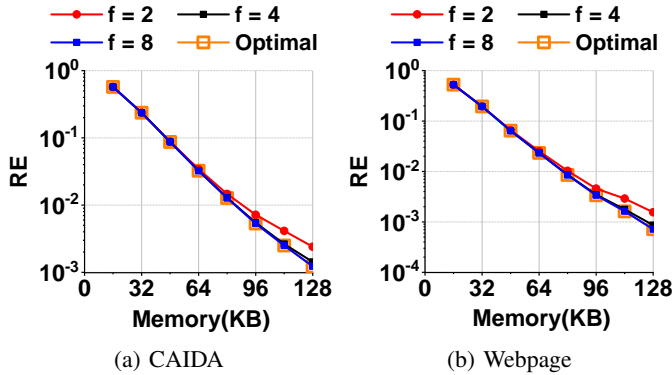 f = 2 f = 4 f = 2 f = 4
f = 8 Optimal f = 8 Optimal
10^0 10^0
10^-1 10^-1
10^-2 10^-2
10^-3 10^-3
10^-4
RE RE
0 32 64 96 128 0 32 64 96 128
Memory(KB) Memory(KB)
(a) CAIDA (b) Webpage